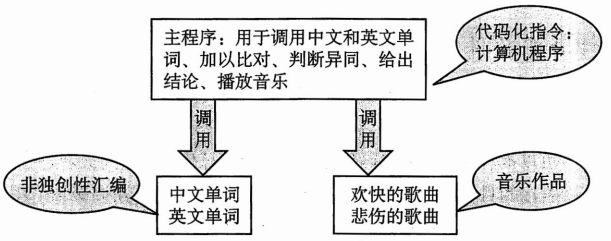 主程序：用于调用中文和英文单
词、加以比对、判断异同、给出
结论、播放音乐
代码化指令：
计算机程序
调
用
调
用
非独创性汇编
中文单词
英文单词
欢快的歌曲
悲伤的歌曲
音乐作品